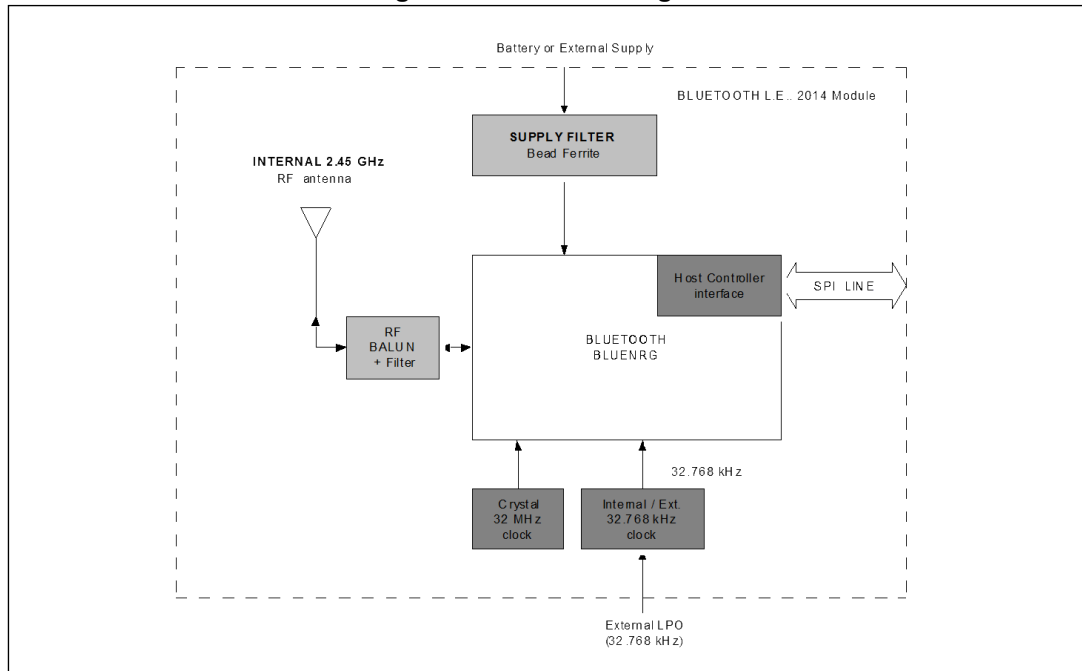 Battery or External Supply
BLUETOOTH L.E.. 2014 Module
SUPPLY FILTER
Bead Ferrite
INTERNAL 2.45 GHz
RF antenna
Host Controller
interface
SPI LINE
RF
BALUN
+ Filter
BLUETOOTH
BLUENRG
32.768 kHz
Crystal
32 MHz
clock
Internal / Ext.
32.768 kHz
clock
External LPO
(32.768 kHz)